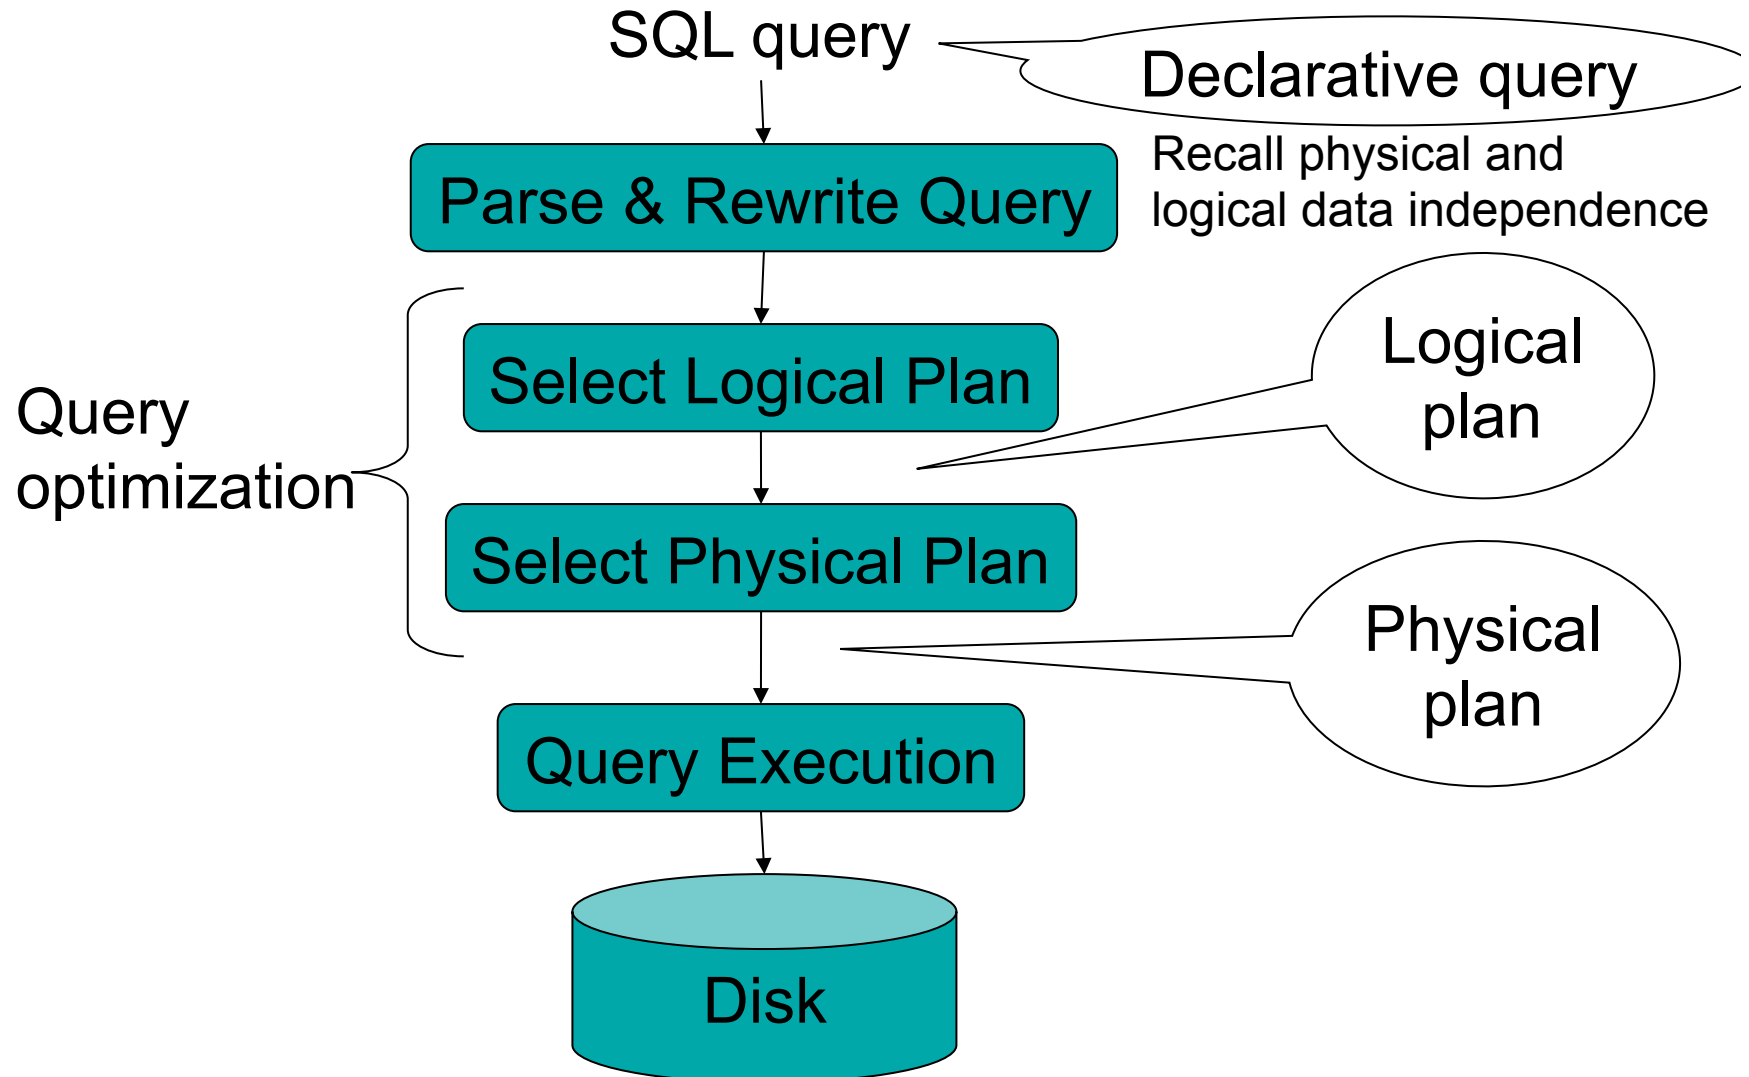 SQL query
Declarative query
Recall physical and
logical data independence
Parse & Rewrite Query
Select Logical Plan
Logical
plan
Query
optimization
Select Physical Plan
Physical
plan
Query Execution
Disk